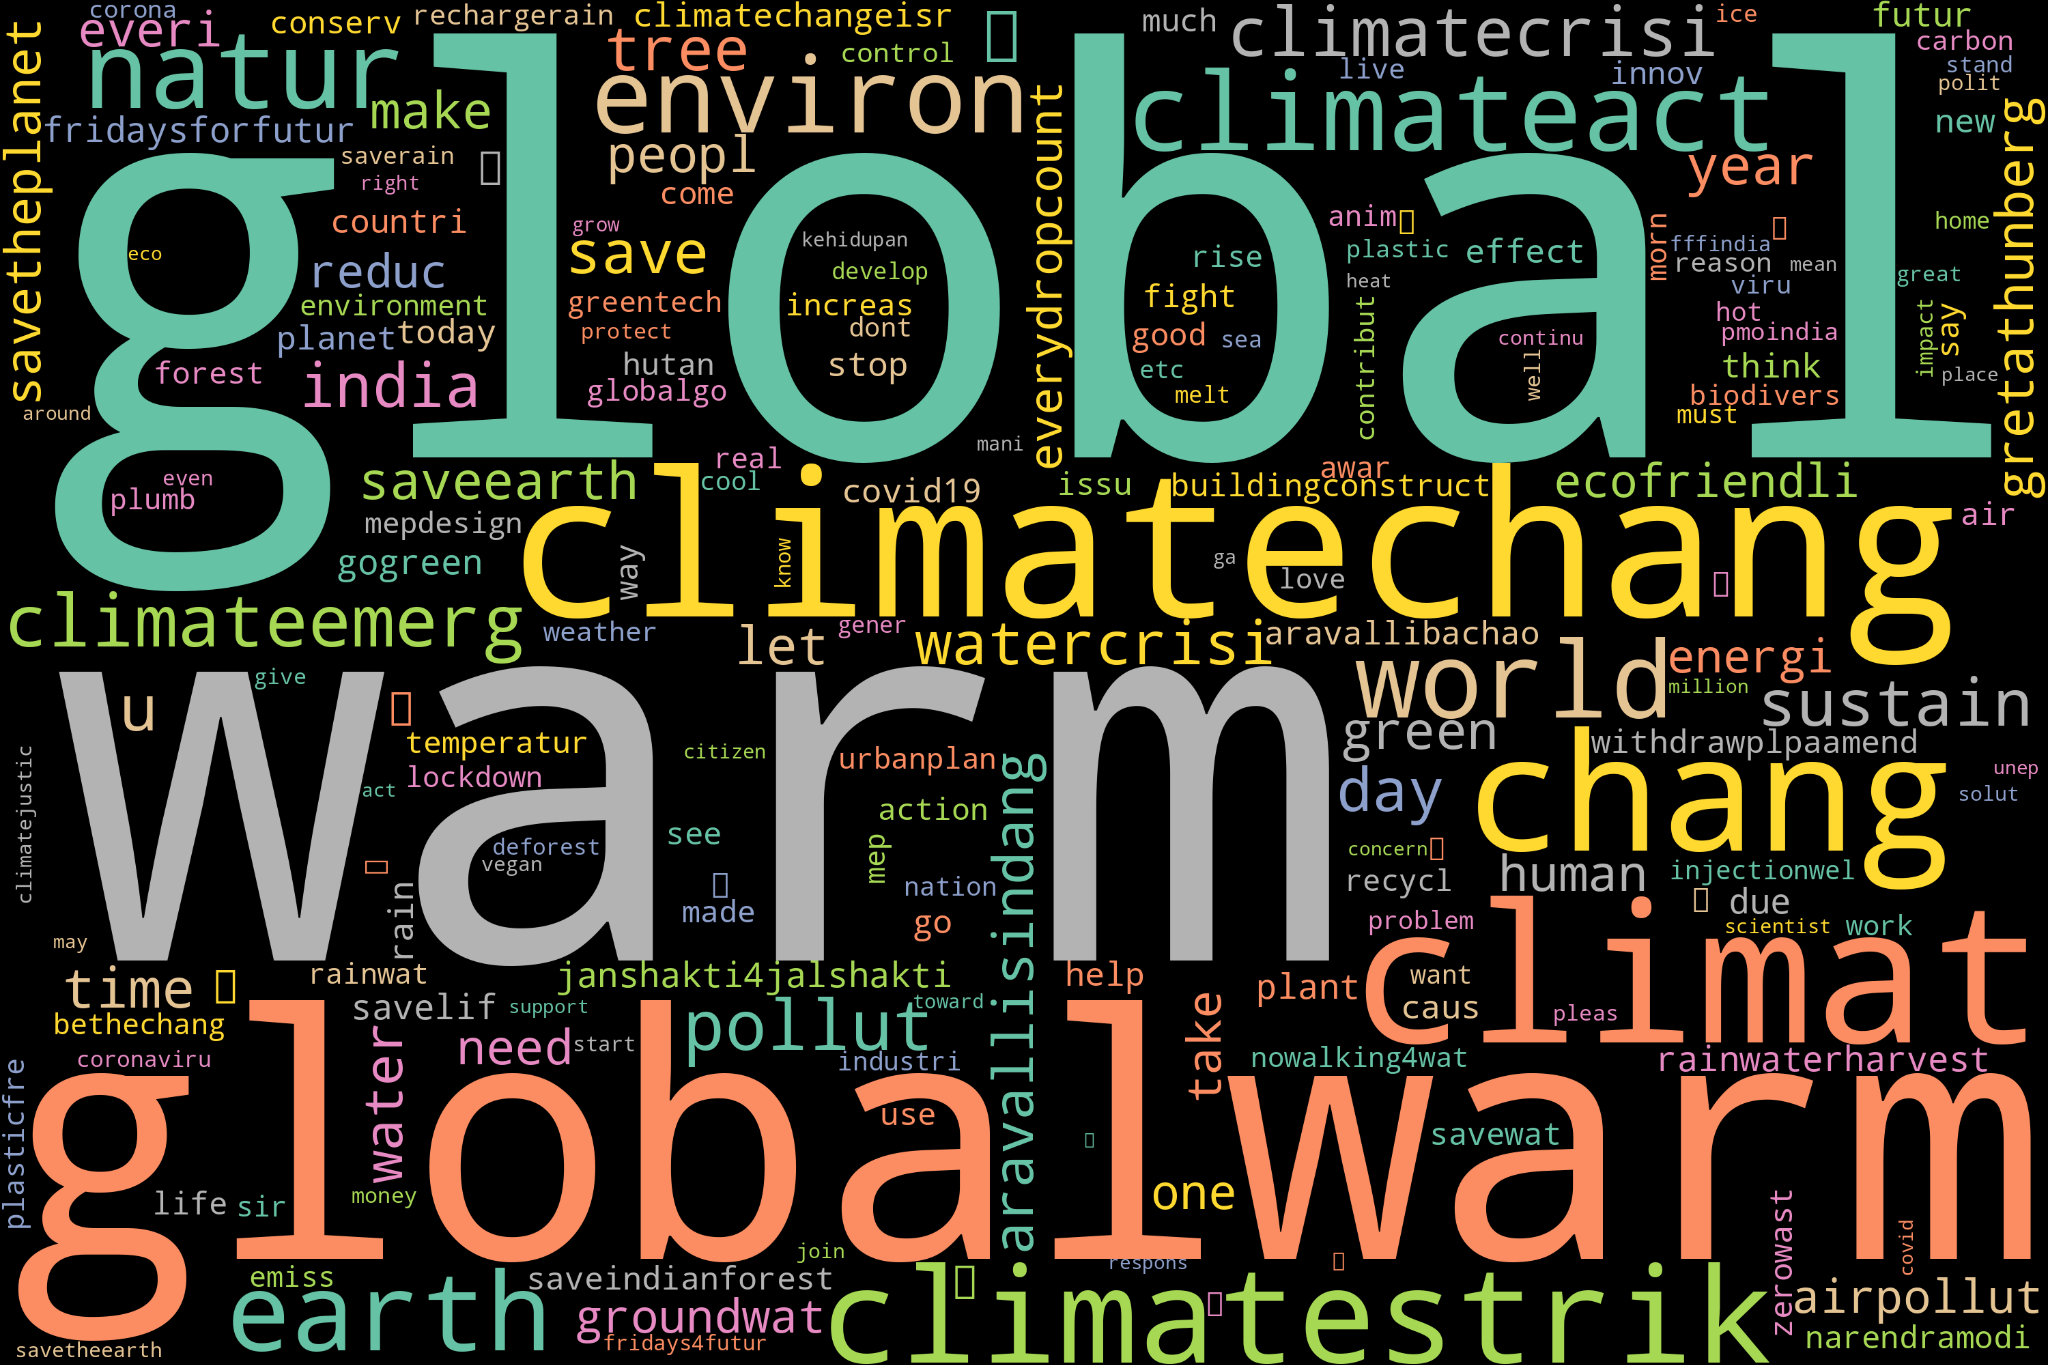 corona
everi
conserv
rechargerain
climatechangeisr
tree
control
much
climatecrisi
ice
futur
carbon
stand
polit
new
natur
fridaysforfutur
make
environ
peopl
live
innov
climateact
year
savetheplanet
global
saverain
right
come
countri
eco
reduc
environment
planet
today
forest
india
around
grow
save
kehidupan
develop
greentech
increas
protect
dont
hutan
stop
globalgo
mani
everydropcount
anim
rise
plastic
effect
heat
fight
good
sea
etc
melt
contribut
continu
well
morn
fffindia
reason
mean
viru
hot
pmoindia
think
biodivers
must
home
great
impact
say
place
gretathunberg
even
plumb
saveearth
real
cool
covid19
issu
awar
buildingconstruct
ecofriendli
air
mepdesign
gogreen
way
know
climatechang
ga
love
climateemerg
weather
let
gener
watercrisi
aravallibachao
world
energi
million
sustain
give
u
warm
temperatur
lockdown
act
citizen
urbanplan
green
withdrawplpaamend
day
chang
unep
solut
climatejustic
deforest
vegan
see
action
mep
nation
made
go
aravallisindang
concern
recycl
human
injectionwel
due
problem
scientist
work
may
rain
time
rainwat
janshakti4jalshakti
help
plant
want
caus
climat
pleas
bethechang
savelif
support
toward
pollut
take
coronaviru
water
need
start
industri
nowalking4wat
rainwaterharvest
plasticfre
globalwarm
use
savewat
life
sir
money
one
join
respons
zerowast
covid
emiss
earth
saveindianforest
groundwat
fridays4futur
climatestrik
airpollut
narendramodi
savetheearth